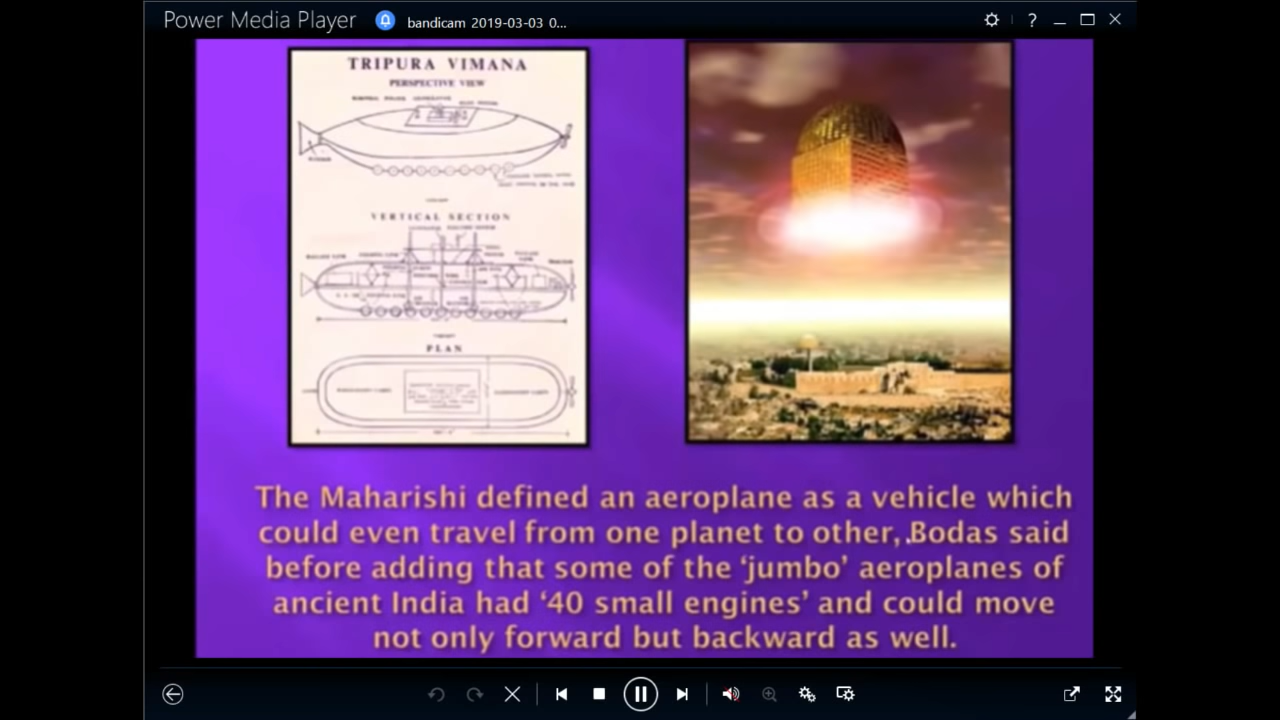 Power Media Player
bandicam 2019-03-03 0...
?
TRIPURA VIMANA
PERSPECTIVE VIEW
VERTICAL SECTION
PLAN
The Maharishi defined an aeroplane as a vehicle which
could even travel from one planet to other, Bodas said
before adding that some of the ‘jumbo’ aeroplanes of
ancient India had ‘40 small engines’ and could move
not only forward but backward as well.